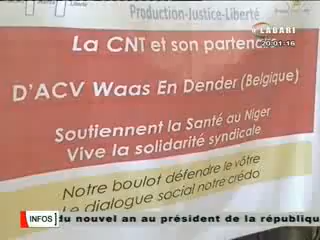 Production-Justice-Liberté
LABARI
20:01:16
La CNT et son partenai
D'ACV Waas En Dender (Belgique)
Soutiennent la Santé au Niger
Vive la solidarité syndicale
Notre boulot défendre le vôtre
Le dialogue social notre crédo
INFOS du nouvel an au président de la république